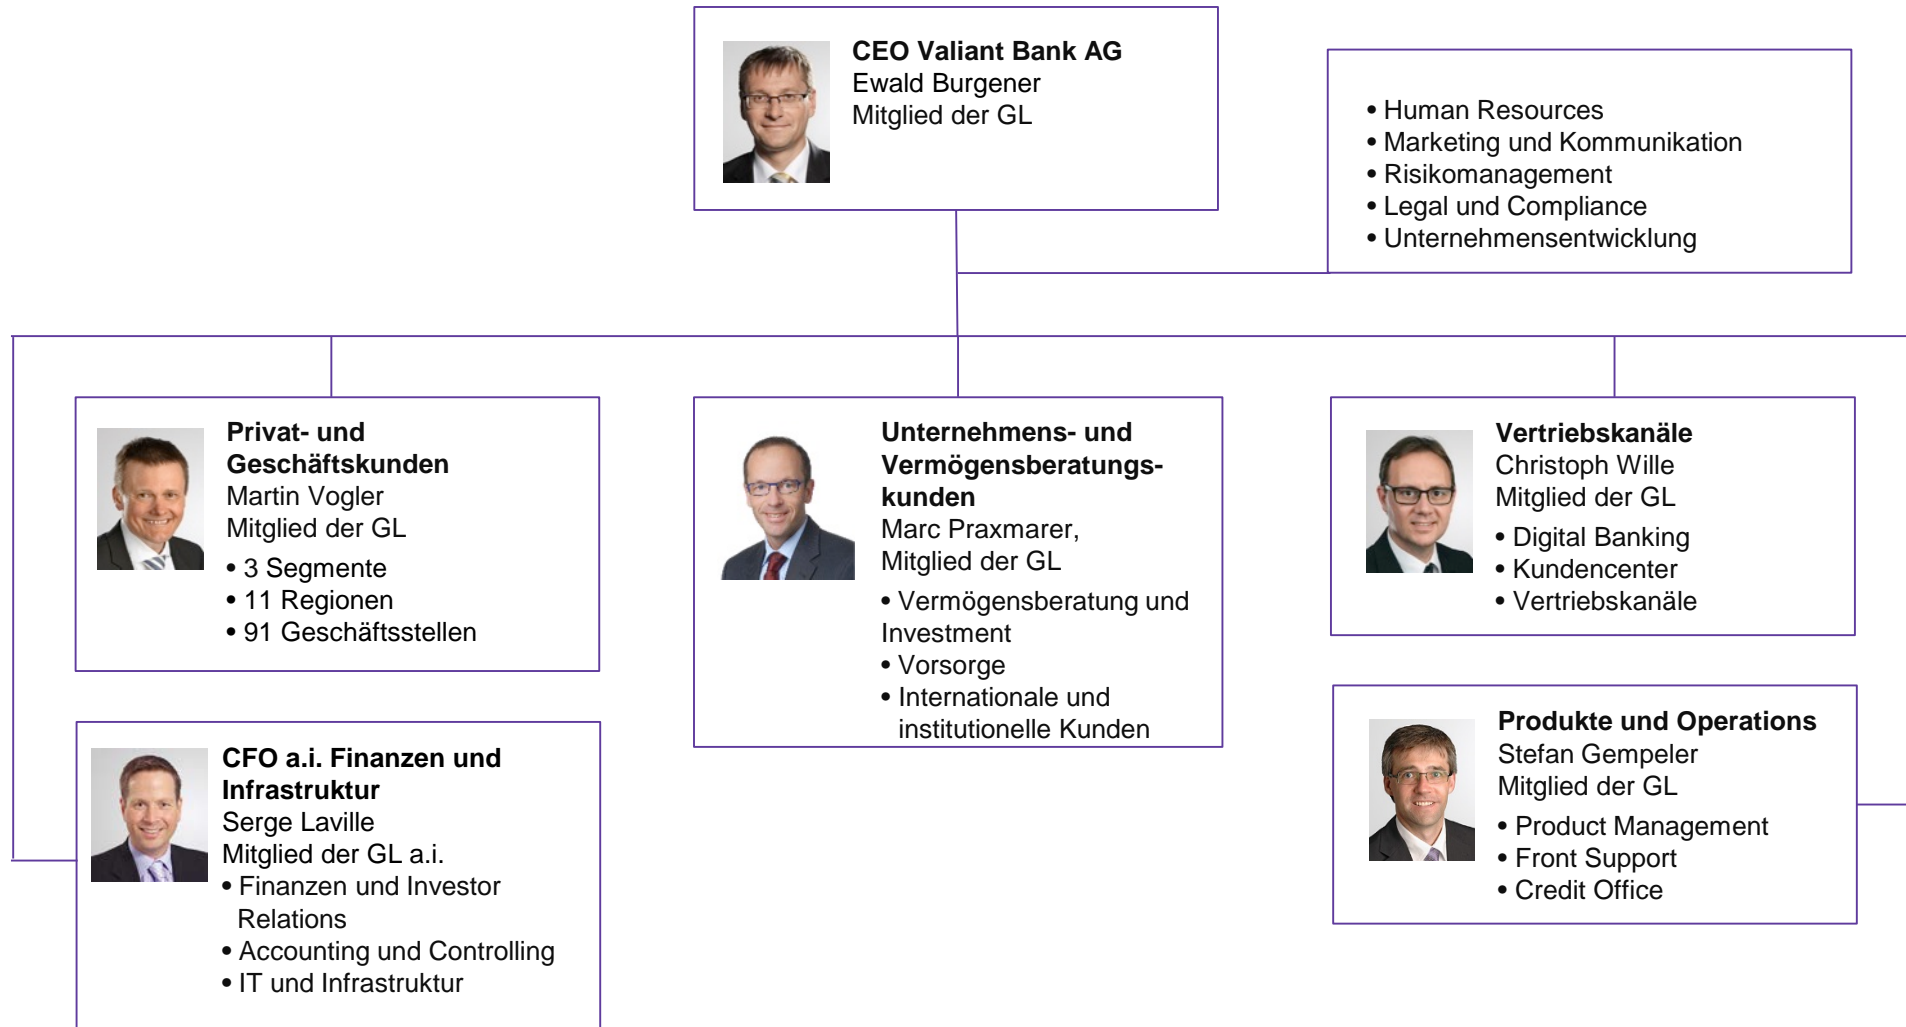 CEO Valiant Bank AG
Ewald Burgener
Mitglied der GL
• Human Resources
• Marketing und Kommunikation
• Risikomanagement
• Legal und Compliance
• Unternehmensentwicklung
Privat- und
Geschäftskunden
Martin Vogler
Mitglied der GL
• 3 Segmente
• 11 Regionen
• 91 Geschäftsstellen
Unternehmens- und
Vermögensberatungs-
kunden
Marc Praxmarer,
Mitglied der GL
• Vermögensberatung und
Investment
• Vorsorge
• Internationale und
institutionelle Kunden
Vertriebskanäle
Christoph Wille
Mitglied der GL
• Digital Banking
• Kundencenter
• Vertriebskanäle
CFO a.i. Finanzen und
Infrastruktur
Serge Laville
Mitglied der GL a.i.
• Finanzen und Investor
Relations
• Accounting und Controlling
• IT und Infrastruktur
Produkte und Operations
Stefan Gempeler
Mitglied der GL
• Product Management
• Front Support
• Credit Office